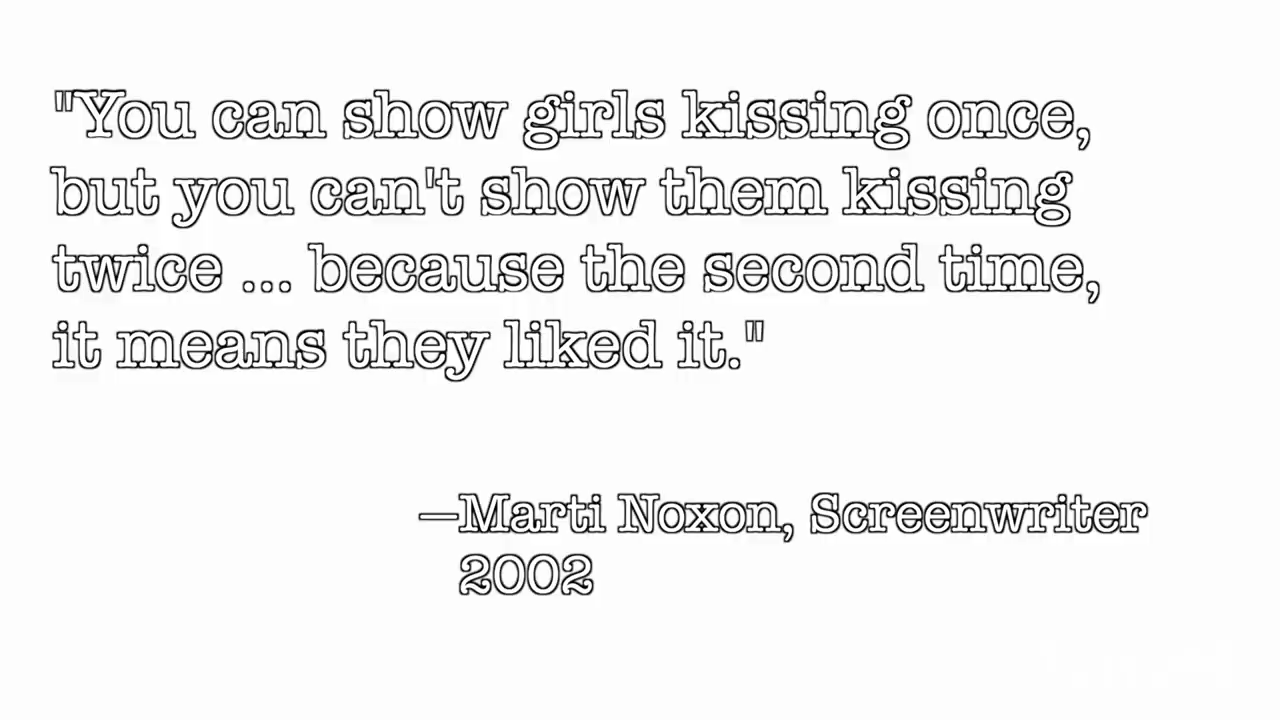 "You can show girls kissing once,
but you can't show them kissing
twice ... because the second time,
it means they liked it."
—Marti Noxon, Screenwriter
2002